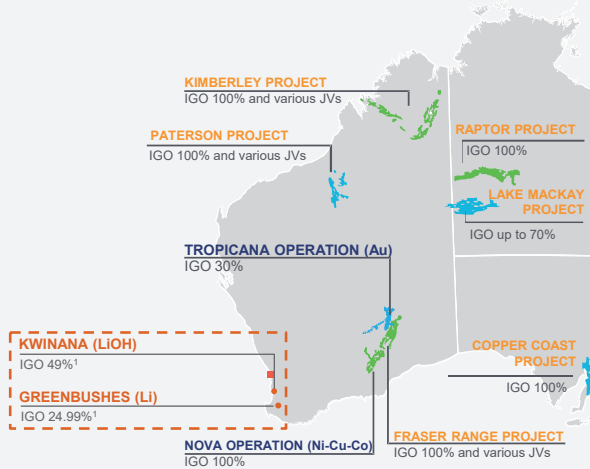 KIMBERLEY PROJECT
IGO 100% and various JVs
PATERSON PROJECT
IGO 100% and various JVs
RAPTOR PROJECT
IGO 100%
LAKE MACKAY
PROJECT
IGO up to 70%
TROPICANA OPERATION (Au)
IGO 30%
KWINANA (LiOH)
IGO 49%¹
GREENBUSHES (Li)
IGO 24.99%¹
COPPER COAST
PROJECT
IGO 100%
NOVA OPERATION (Ni-Cu-Co)
IGO 100%
FRASER RANGE PROJECT
IGO 100% and various JVs